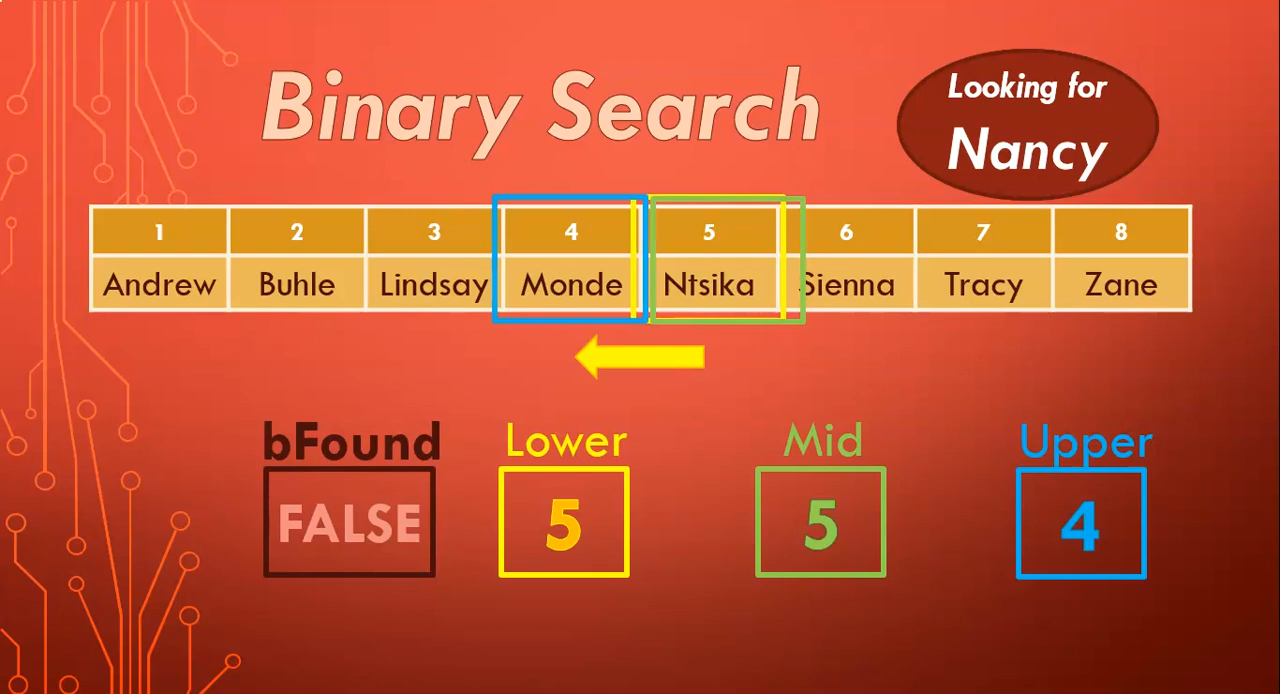 Binary Search
Looking for
Nancy
1 2 3 4 5 6 7 8
Andrew Buhle Lindsay Monde Ntsika Sienna Tracy Zane
bFound Lower Mid Upper
FALSE 5 5 4